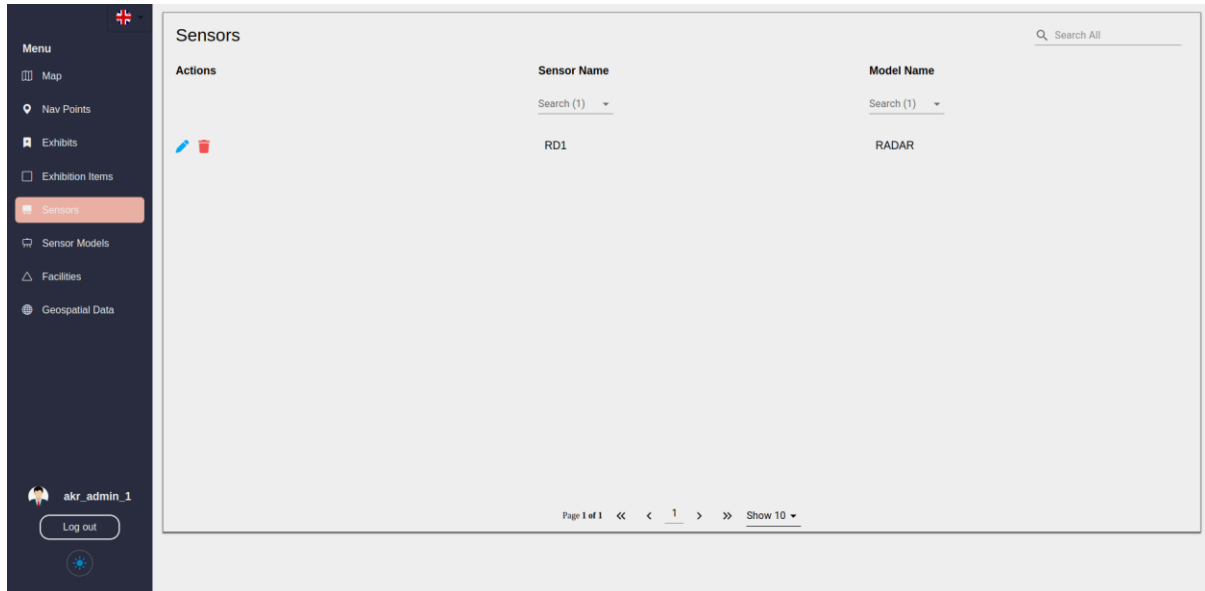 Menu
Map
Nav Points
Exhibits
Exhibition Items
Sensors
Sensor Models
Facilities
Geospatial Data
akr_admin_1
Log out
Sensors
Search All
Actions Sensor Name Model Name
Search (1) Search (1)
RD1 RADAR
Page 1 of 1 << < 1 > >> Show 10